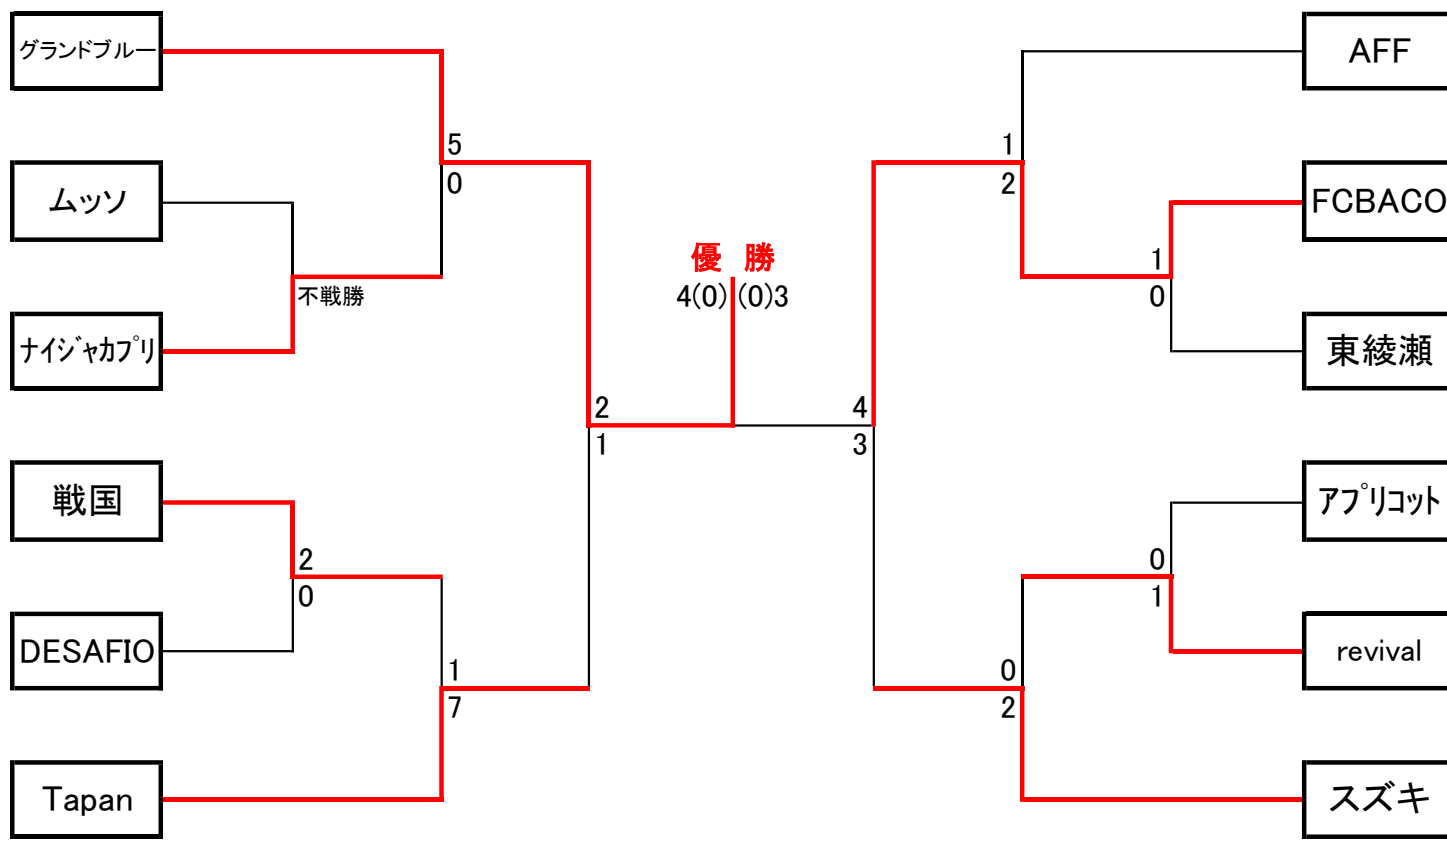 グランドブルー
AFF
5
0
1
2
ムッソ
FCBACO
優 勝
4(0) (0)3
不戦勝
1
0
ナイジャカプリ
東綾瀬
2
1
4
3
戦国
アプリコット
2
0
0
1
DESAFIO
revival
1
7
0
2
Tapan
スズキ